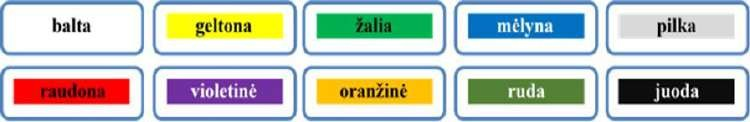 balta geltona žalia mėlyna pilka
raudona violetinė oranžinė ruda juoda